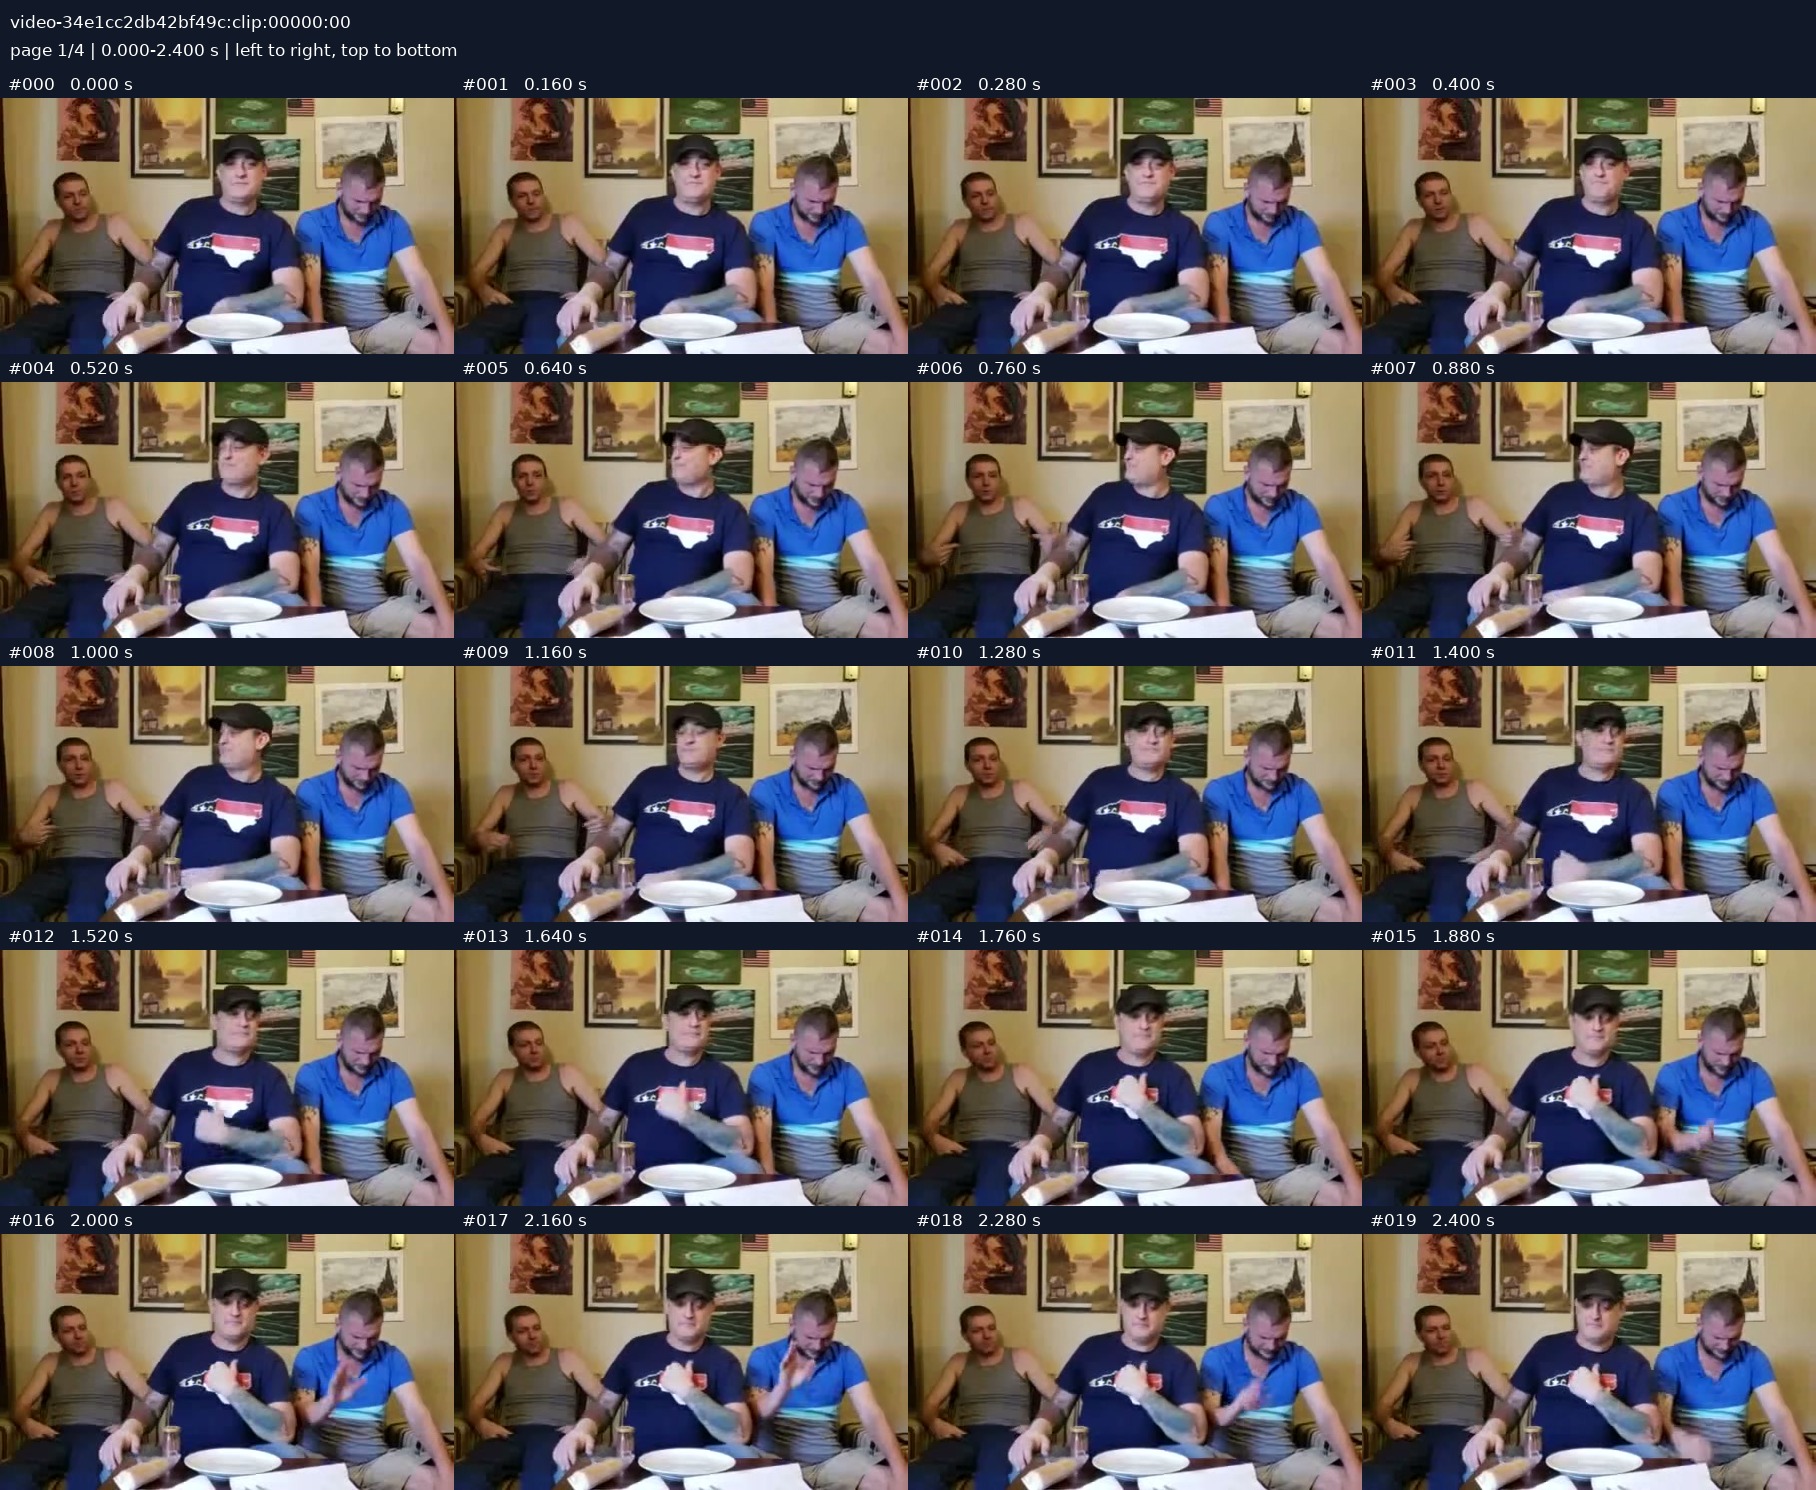 video-34e1cc2db42bf49c:clip:00000:00
page 1/4 | 0.000-2.400 s | left to right, top to bottom
#000 0.000 s
#001 0.160 s
#002 0.280 s
#003 0.400 s
#004 0.520 s
#005 0.640 s
#006 0.760 s
#007 0.880 s
#008 1.000 s
#009 1.160 s
#010 1.280 s
#011 1.400 s
#012 1.520 s
#013 1.640 s
#014 1.760 s
#015 1.880 s
#016 2.000 s
#017 2.160 s
#018 2.280 s
#019 2.400 s